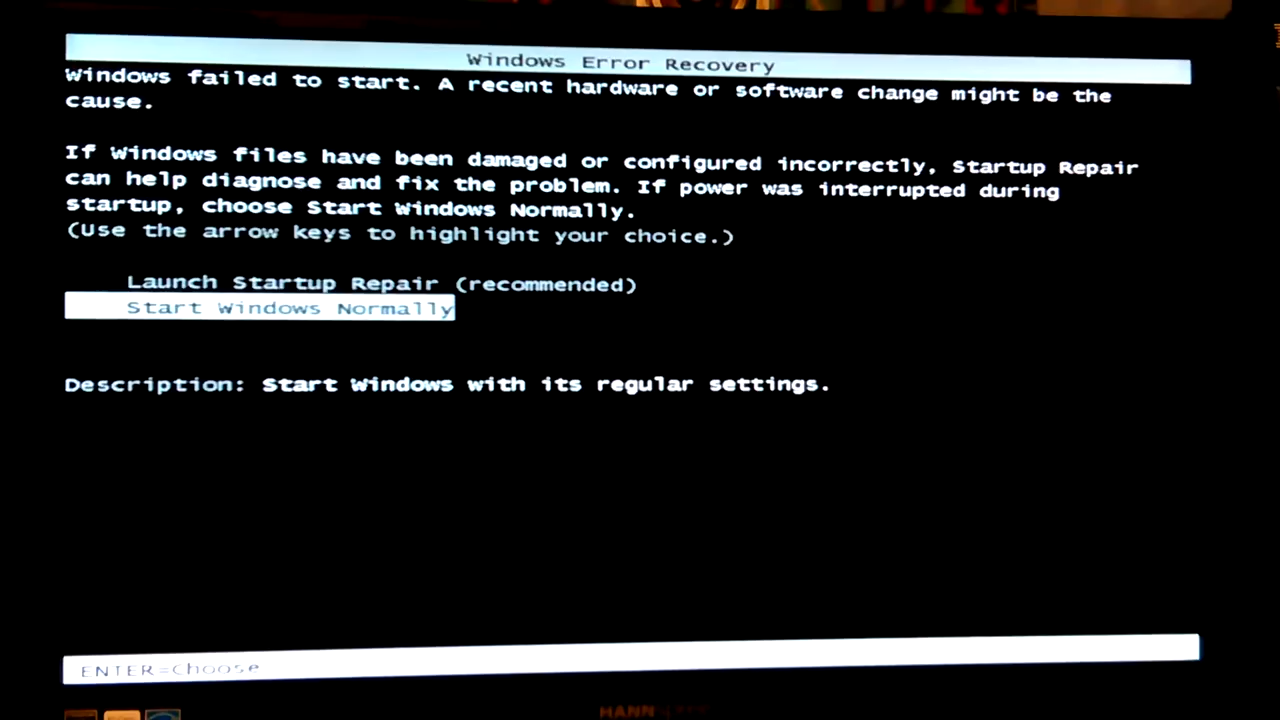 Windows Error Recovery
Windows failed to start. A recent hardware or software change might be the
cause.
If Windows files have been damaged or configured incorrectly, Startup Repair
can help diagnose and fix the problem. If power was interrupted during
startup, choose Start Windows Normally.
(Use the arrow keys to highlight your choice.)
Launch Startup Repair (recommended)
Start Windows Normally
Description: Start Windows with its regular settings.
ENTER=Choose